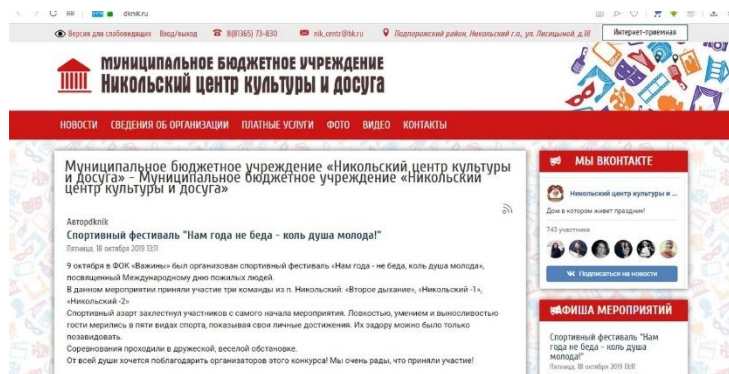 dknik.ru
Версия для слабовидящих Вход/выход 8(81365) 73-830 nik_centr@bk.ru Подпорожский район, Никольский г.п., ул. Лисицыной, д.18 Интернет-приемная
МУНИЦИПАЛЬНОЕ БЮДЖЕТНОЕ УЧРЕЖДЕНИЕ
Никольский центр культуры и досуга
НОВОСТИ СВЕДЕНИЯ ОБ ОРГАНИЗАЦИИ ПЛАТНЫЕ УСЛУГИ ФОТО ВИДЕО КОНТАКТЫ
Муниципальное бюджетное учреждение «Никольский центр культуры
и досуга» - Муниципальное бюджетное учреждение «Никольский
центр культуры и досуга»
Авторdknik
Спортивный фестиваль "Нам года не беда - коль душа молода!"
Пятница, 18 октября 2019 13:11
9 октября в ФОК «Важины» был организован спортивный фестиваль «Нам года - не беда, коль душа молода»,
посвященный Международному дню пожилых людей.
В данном мероприятии приняли участие три команды из п. Никольский: «Второе дыхание», «Никольский -1»,
«Никольский -2»
Спортивный азарт захлестнул участников с самого начала мероприятия. Ловкостью, умением и выносливостью
гости мерились в пяти видах спорта, показывая свои личные достижения. Их задору можно было только
позавидовать.
Соревнования проходили в дружеской, веселой обстановке.
От всей души хочется поблагодарить организаторов этого конкурса! Мы очень рады, что приняли участие!
МЫ ВКОНТАКТЕ
Никольский центр культуры и ...
Дом в котором живет праздник!
743 участника
Подписаться на новости
АФИША МЕРОПРИЯТИЙ
Спортивный фестиваль "Нам
года не беда - коль душа
молода!"
Пятница, 18 октября 2019 13:11